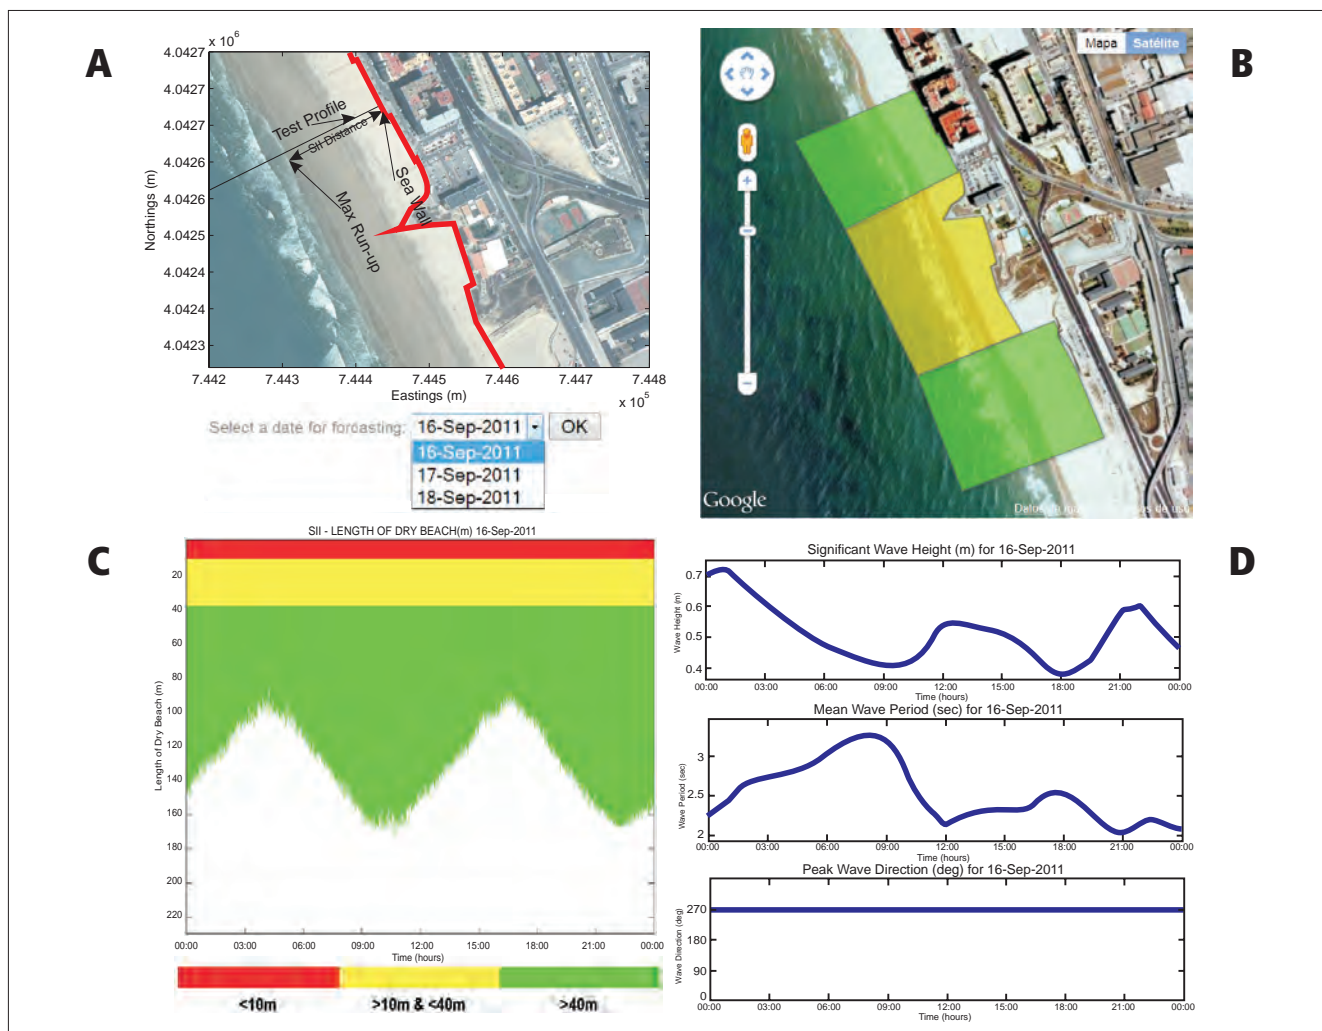 A
x 10⁶
4.0427
4.0427
4.0427
4.0426
4.0426
4.0425
4.0424
4.0424
4.0423
Northings (m)
Test Profile
SII Distance
Sea Wall
Max Run-up
7.442 7.443 7.444 7.445 7.446 7.447 7.448
Eastings (m)
x 10⁵
Select a date for forcasting: 16-Sep-2011 OK
16-Sep-2011
17-Sep-2011
18-Sep-2011
B
Mapa Satélite
Google
Datos de de uso
C
SII - LENGTH OF DRY BEACH(m) 16-Sep-2011
Length of Dry Beach (m)
20
40
60
80
100
120
140
160
180
200
220
00:00 03:00 06:00 09:00 12:00 15:00 18:00 21:00 00:00
Time (hours)
<10m >10m & <40m >40m
D
Significant Wave Height (m) for 16-Sep-2011
Wave Height (m)
0.7
0.6
0.5
0.4
00:00 03:00 06:00 09:00 12:00 15:00 18:00 21:00 00:00
Time (hours)
Mean Wave Period (sec) for 16-Sep-2011
Wave Period (sec)
3
2.5
2
00:00 03:00 06:00 09:00 12:00 15:00 18:00 21:00 00:00
Time (hours)
Peak Wave Direction (deg) for 16-Sep-2011
Wave Direction (deg)
270
180
90
0
00:00 03:00 06:00 09:00 12:00 15:00 18:00 21:00 00:00
Time (hours)